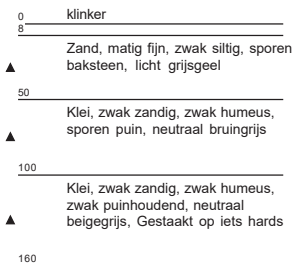 0 klinker
8
Zand, matig fijn, zwak siltig, sporen
baksteen, licht grijsgeel
50
Klei, zwak zandig, zwak humeus,
sporen puin, neutraal bruingrijs
100
Klei, zwak zandig, zwak humeus,
zwak puinhoudend, neutraal
beigegrijs, Gestaakt op iets hards
160